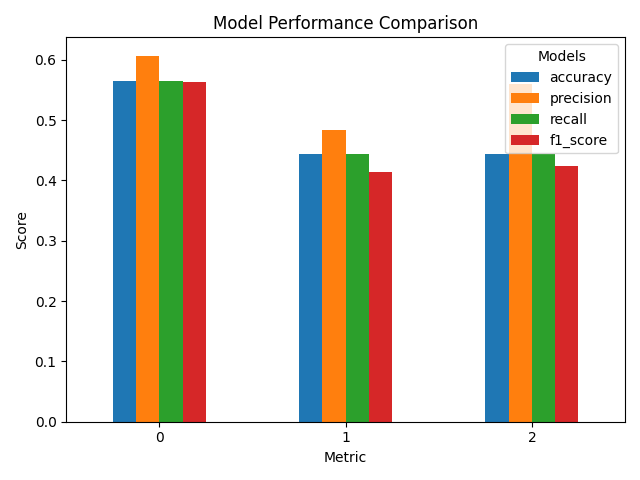 Model Performance Comparison
Models
accuracy
precision
recall
f1_score
Score
0.6
0.5
0.4
0.3
0.2
0.1
0.0
0 1 2
Metric